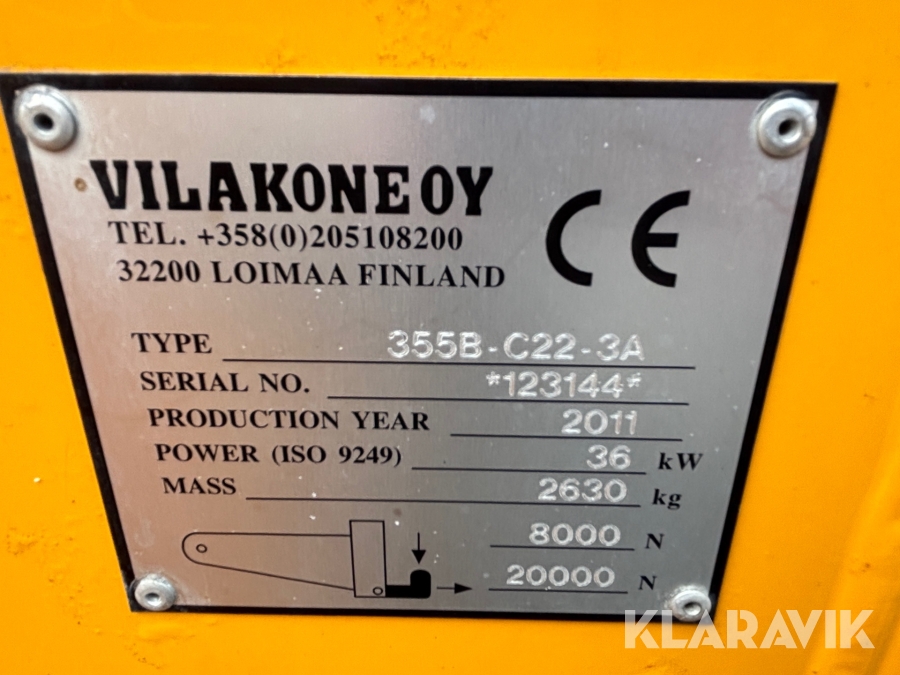 VILAKONE OY
TEL. +358(0)205108200
32200 LOIMAA FINLAND
CE
TYPE 355B-C22-3A
SERIAL NO. *123144*
PRODUCTION YEAR 2011
POWER (ISO 9249) 36 kW
MASS 2630 kg
8000 N
20000 N
KLARAVIK